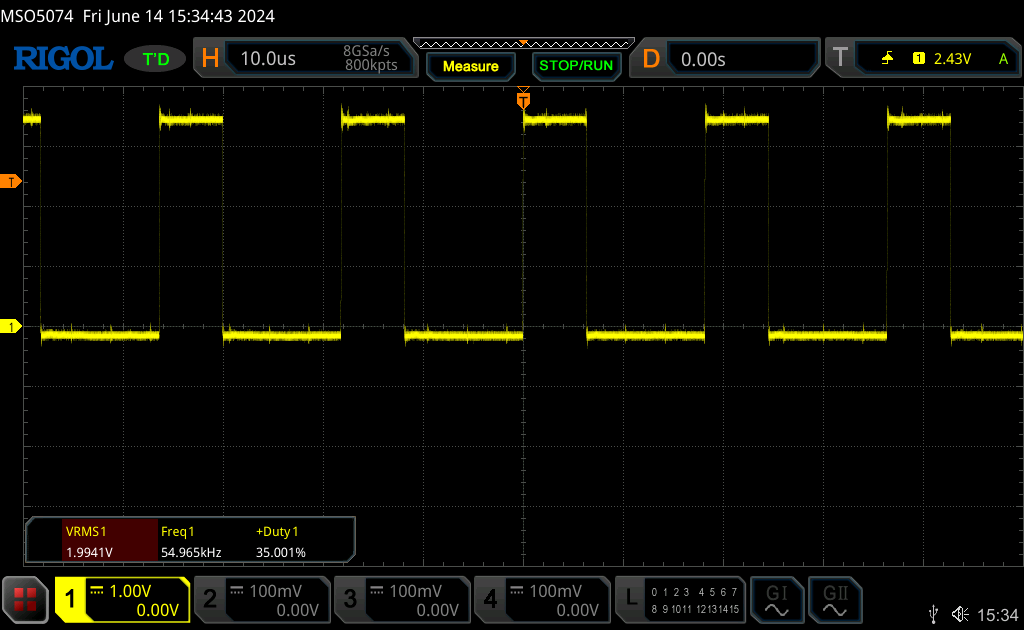 MSO5074 Fri June 14 15:34:43 2024
RIGOL T'D H 10.0us 8GSa/s 800kpts Measure STOP/RUN D 0.00s T 1 2.43V A
T
T
1
VRMS1 Freq1 +Duty1
1.9941V 54.965kHz 35.001%
1 1.00V 0.00V 2 100mV 0.00V 3 100mV 0.00V 4 100mV 0.00V L 0 1 2 3 4 5 6 7 GI GII
8 9 10 11 12 13 14 15
15:34